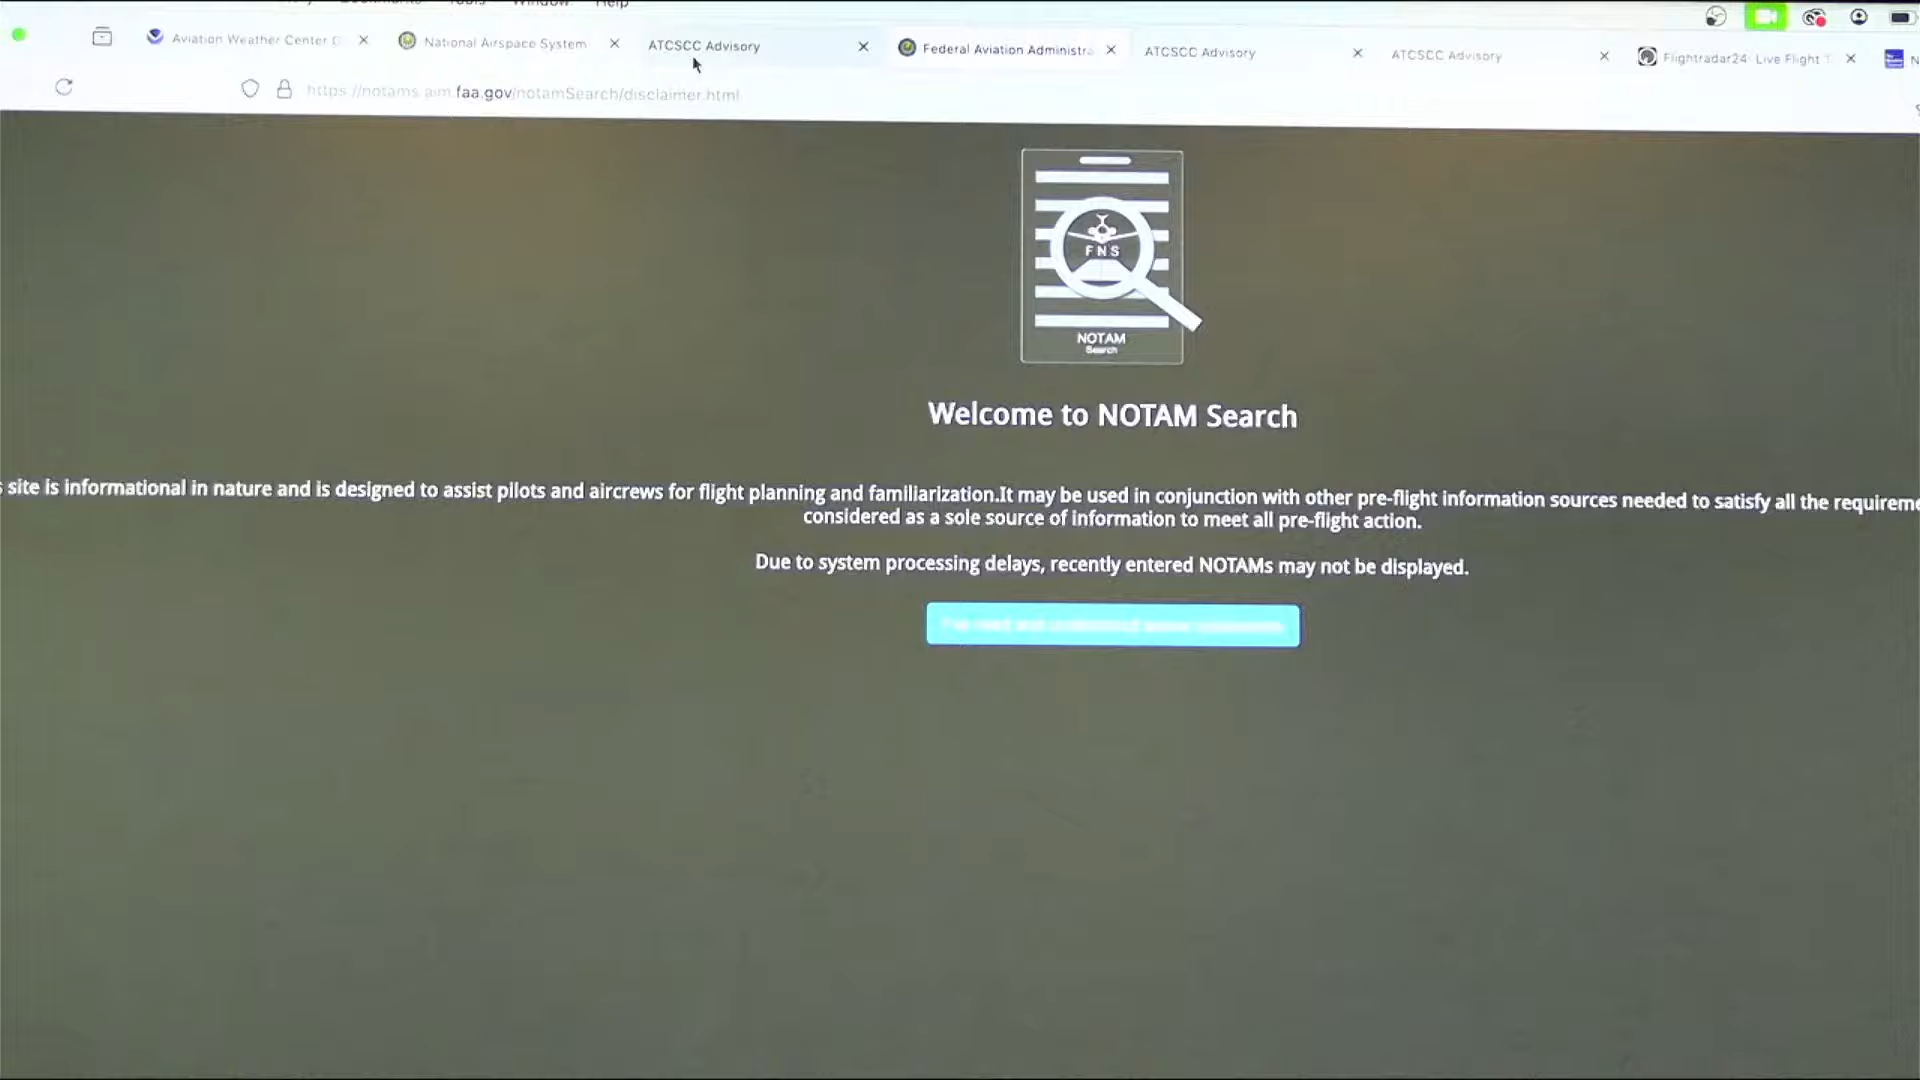 Tools Window Help
Aviation Weather Center
National Airspace System
ATCSCC Advisory
Federal Aviation Administra
ATCSCC Advisory
ATCSCC Advisory
Flightradar24: Live Flight T
N
https://notams.aim.faa.gov/notamSearch/disclaimer.html
FNS
NOTAM
Search
Welcome to NOTAM Search
s site is informational in nature and is designed to assist pilots and aircrews for flight planning and familiarization.It may be used in conjunction with other pre-flight information sources needed to satisfy all the requireme
considered as a sole source of information to meet all pre-flight action.
Due to system processing delays, recently entered NOTAMs may not be displayed.